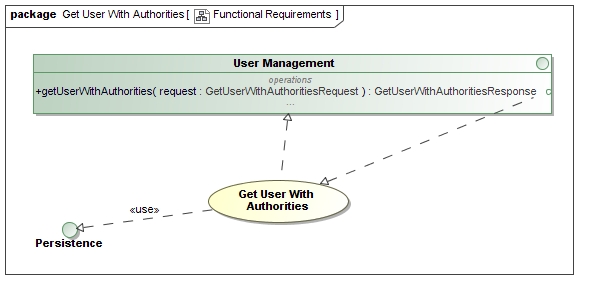 package Get User With Authorities [ Functional Requirements ]
User Management
operations
+getUserWithAuthorities( request : GetUserWithAuthoritiesRequest ) : GetUserWithAuthoritiesResponse
...
Get User With
Authorities
«use»
Persistence